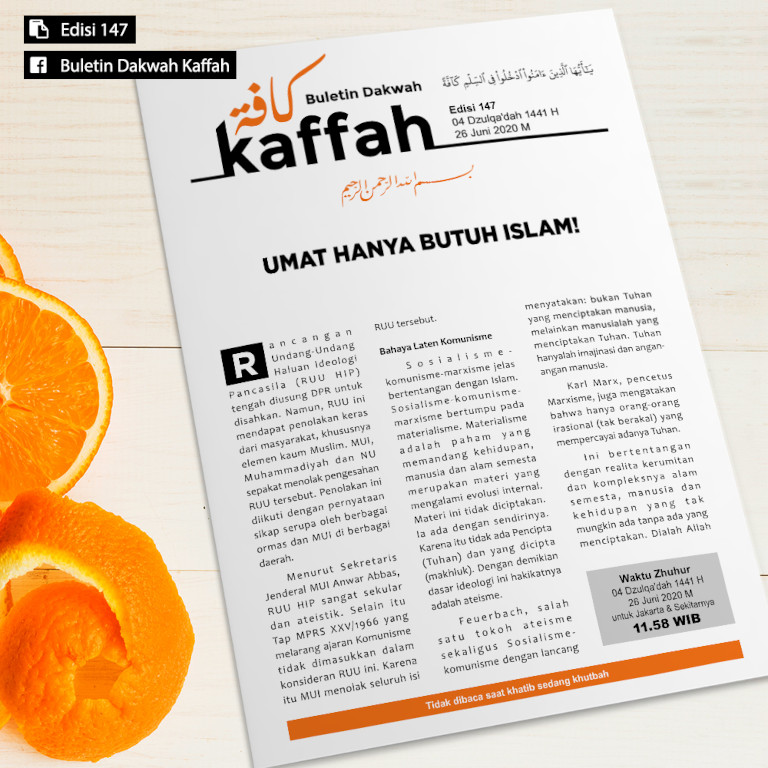 Edisi 147
Buletin Dakwah Kaffah
كافة
Buletin Dakwah
kaffah
يَـٰٓأَيُّهَا ٱلَّذِينَ ءَامَنُوا۟ ٱدْخُلُوا۟ فِى ٱلسِّلْمِ كَآفَّةً
Edisi 147
04 Dzulqa'dah 1441 H
26 Juni 2020 M
بسم الله الرحمن الرحيم
UMAT HANYA BUTUH ISLAM!
Rancangan
Undang-Undang
Haluan Ideologi
Pancasila (RUU HIP)
tengah diusung DPR untuk
disahkan. Namun, RUU ini
mendapat penolakan keras
dari masyarakat, khususnya
elemen kaum Muslim. MUI,
Muhammadiyah dan NU
sepakat menolak pengesahan
RUU tersebut. Penolakan ini
diikuti dengan pernyataan
sikap serupa oleh berbagai
ormas dan MUI di berbagai
daerah.
Menurut Sekretaris
Jenderal MUI Anwar Abbas,
RUU HIP sangat sekular
dan ateistik. Selain itu
Tap MPRS XXV/1966 yang
melarang ajaran Komunisme
tidak dimasukkan dalam
konsideran RUU ini. Karena
itu MUI menolak seluruh isi
RUU tersebut.
Bahaya Laten Komunisme
Sosialisme-
komunisme-marxisme jelas
bertentangan dengan Islam.
Sosialisme-komunisme-
marxisme bertumpu pada
materialisme. Materialisme
adalah paham yang
memandang kehidupan,
manusia dan alam semesta
merupakan materi yang
mengalami evolusi internal.
Materi ini tidak diciptakan.
Ia ada dengan sendirinya.
Karena itu tidak ada Pencipta
(Tuhan) dan yang dicipta
(makhluk). Dengan demikian
dasar ideologi ini hakikatnya
adalah ateisme.
Feuerbach, salah
satu tokoh ateisme
sekaligus Sosialisme-
komunisme dengan lancang
menyatakan: bukan Tuhan
yang menciptakan manusia,
melainkan manusialah yang
menciptakan Tuhan. Tuhan
hanyalah imajinasi dan angan-
angan manusia.
Karl Marx, pencetus
Marxisme, juga mengatakan
bahwa hanya orang-orang
irasional (tak berakal) yang
mempercayai adanya Tuhan.
Ini bertentangan
dengan realita kerumitan
dan kompleksnya alam
semesta, manusia dan
kehidupan yang tak
mungkin ada tanpa ada yang
menciptakan. Dialah Allah
Waktu Zhuhur
04 Dzulqa'dah 1441 H
26 Juni 2020 M
untuk Jakarta & Sekitarnya
11.58 WIB
Tidak dibaca saat khatib sedang khutbah